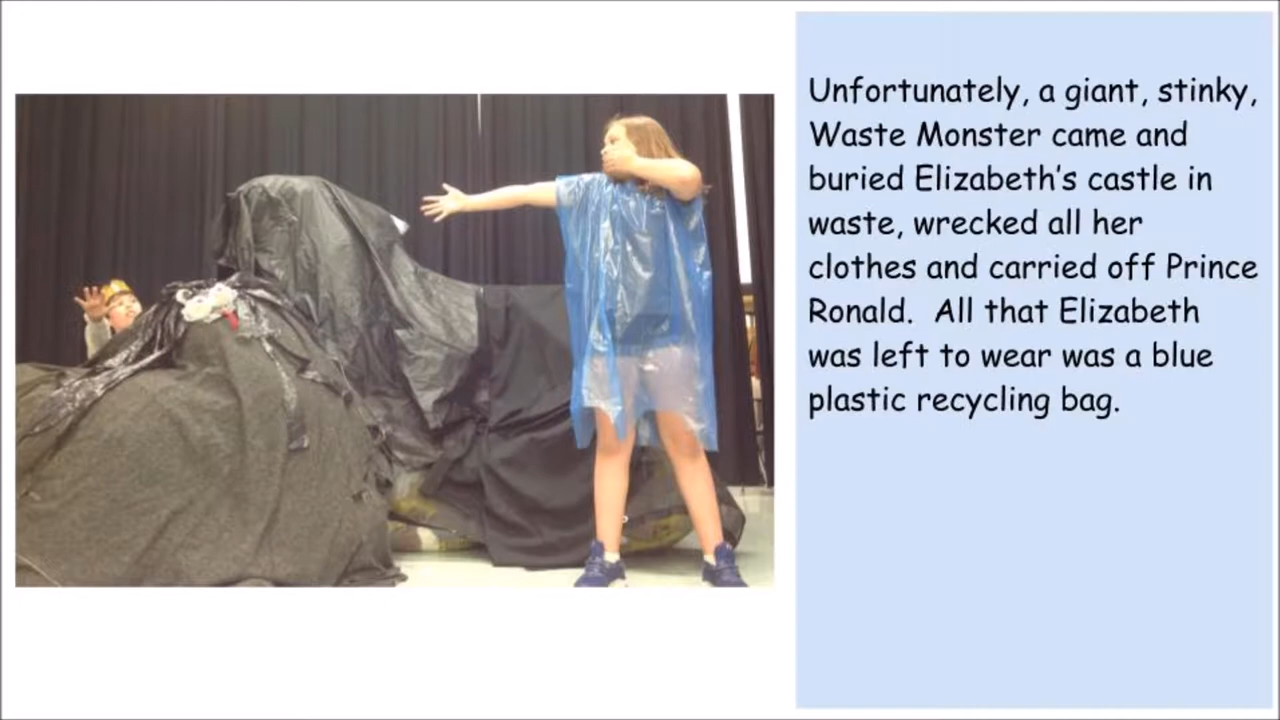 Unfortunately, a giant, stinky,
Waste Monster came and
buried Elizabeth's castle in
waste, wrecked all her
clothes and carried off Prince
Ronald.  All that Elizabeth
was left to wear was a blue
plastic recycling bag.